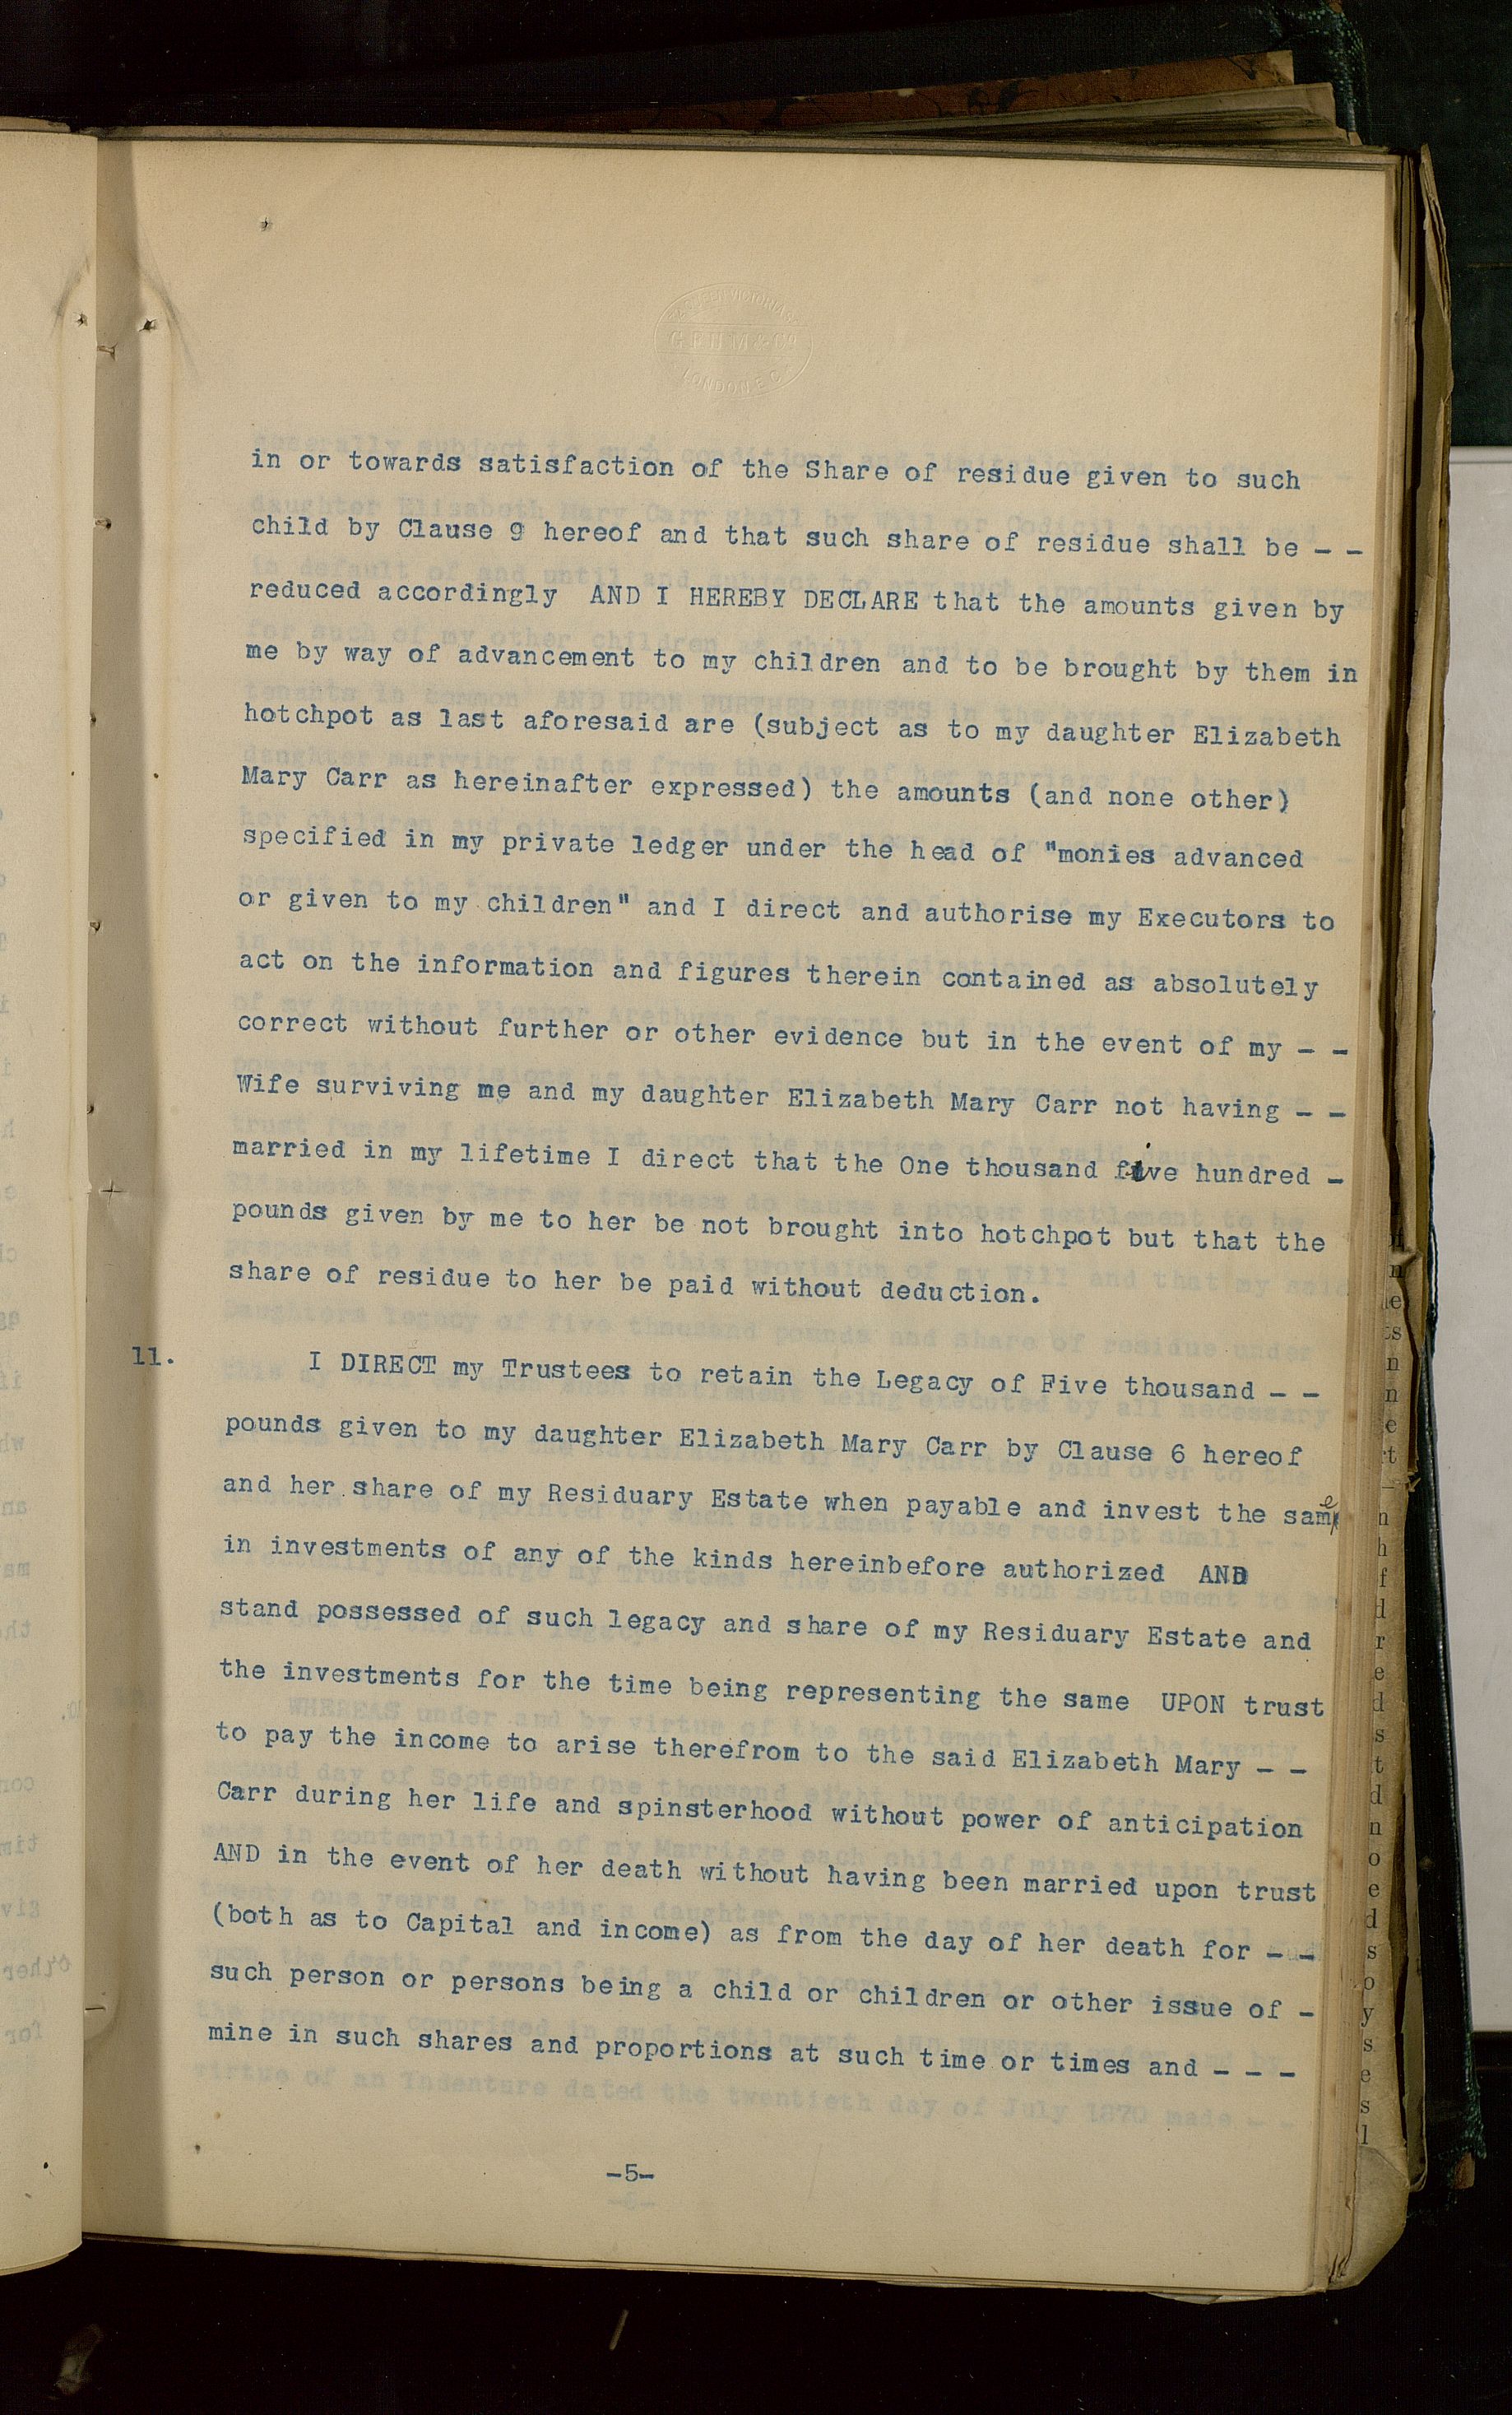 in or towards satisfaction of the Share of residue given to such
child by Clause 9 hereof and that such share of residue shall be - -
reduced accordingly AND I HEREBY DECLARE that the amounts given by
me by way of advancement to my children and to be brought by them in
hotchpot as last aforesaid are (subject as to my daughter Elizabeth
Mary Carr as hereinafter expressed) the amounts (and none other)
specified in my private ledger under the head of "monies advanced
or given to my children" and I direct and authorise my Executors to
act on the information and figures therein contained as absolutely
correct without further or other evidence but in the event of my - -
Wife surviving me and my daughter Elizabeth Mary Carr not having - -
married in my lifetime I direct that the One thousand five hundred -
pounds given by me to her be not brought into hotchpot but that the
share of residue to her be paid without deduction.
11. I DIRECT my Trustees to retain the Legacy of Five thousand - -
pounds given to my daughter Elizabeth Mary Carr by Clause 6 hereof
and her share of my Residuary Estate when payable and invest the same
in investments of any of the kinds hereinbefore authorized AND
stand possessed of such legacy and share of my Residuary Estate and
the investments for the time being representing the same UPON trust
to pay the income to arise therefrom to the said Elizabeth Mary - -
Carr during her life and spinsterhood without power of anticipation
AND in the event of her death without having been married upon trust
(both as to Capital and income) as from the day of her death for - -
such person or persons being a child or children or other issue of -
mine in such shares and proportions at such time or times and - - -
-5-